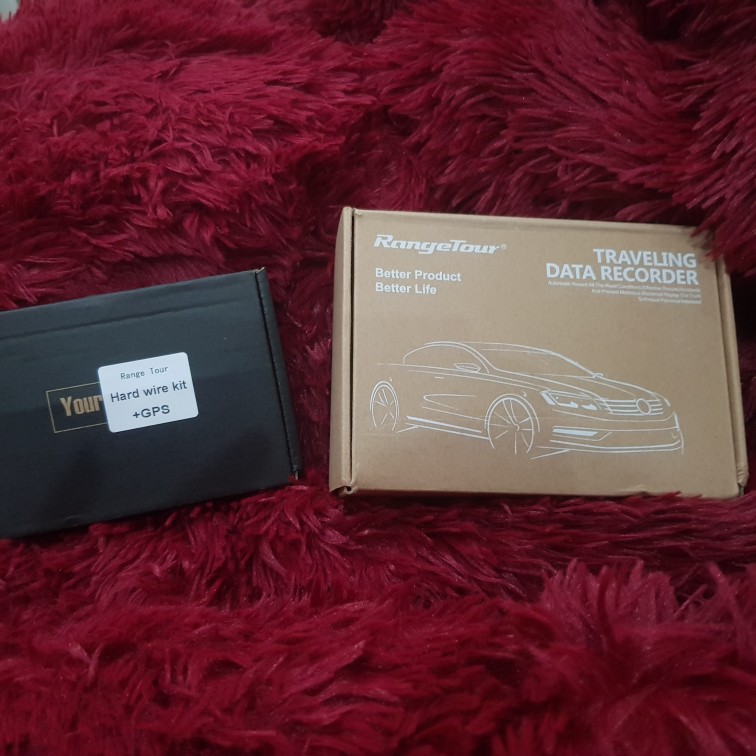 Your
Range Tour
Hard wire kit
+GPS
RangeTour®
Better Product
Better Life
TRAVELING
DATA RECORDER